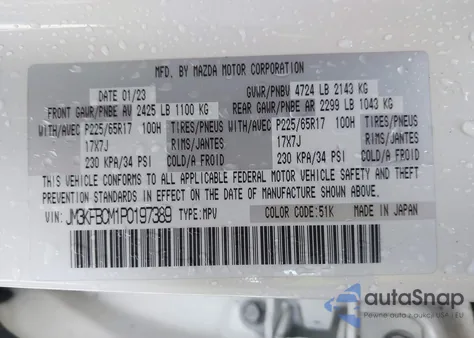 MFD. BY MAZDA MOTOR CORPORATION
DATE 01/23 GVWR/PNBV 4724 LB 2143 KG
FRONT GAWR/PNBE AV 2425 LB 1100 KG REAR GAWR/PNBE AR 2299 LB 1043 KG
WITH/AVEC P225/65R17 100H TIRES/PNEUS WITH/AVEC P225/65R17 100H TIRES/PNEUS
17X7J RIMS/JANTES 17X7J RIMS/JANTES
230 KPA/34 PSI COLD/A FROID 230 KPA/34 PSI COLD/A FROID
THIS VEHICLE CONFORMS TO ALL APPLICABLE FEDERAL MOTOR VEHICLE SAFETY AND THEFT
PREVENTION STANDARDS IN EFFECT ON THE DATE OF MANUFACTURE SHOWN ABOVE.
VIN: JM3KFBCM1P0197389 TYPE:MPV COLOR CODE:51K MADE IN JAPAN
autoSnap
Pewne auta z aukcji USA i EU